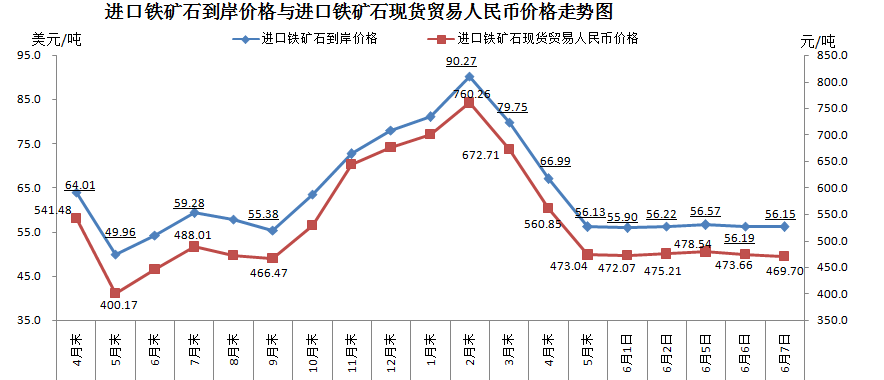 进口铁矿石到岸价格与进口铁矿石现货贸易人民币价格走势图
美元/吨
进口铁矿石到岸价格 进口铁矿石现货贸易人民币价格
元/吨
95.0 85.0 75.0 65.0 55.0 45.0 35.0
850.0 800.0 750.0 700.0 650.0 600.0 550.0 500.0 450.0 400.0 350.0
64.01 49.96 59.28 55.38 90.27 79.75 66.99 56.13 55.90 56.22 56.57 56.19 56.15
541.48 400.17 488.01 466.47 760.26 672.71 560.85 473.04 472.07 475.21 478.54 473.66 469.70
4月末 5月末 6月末 7月末 8月末 9月末 10月末 11月末 12月末 1月末 2月末 3月末 4月末 5月末 6月1日 6月2日 6月5日 6月6日 6月7日